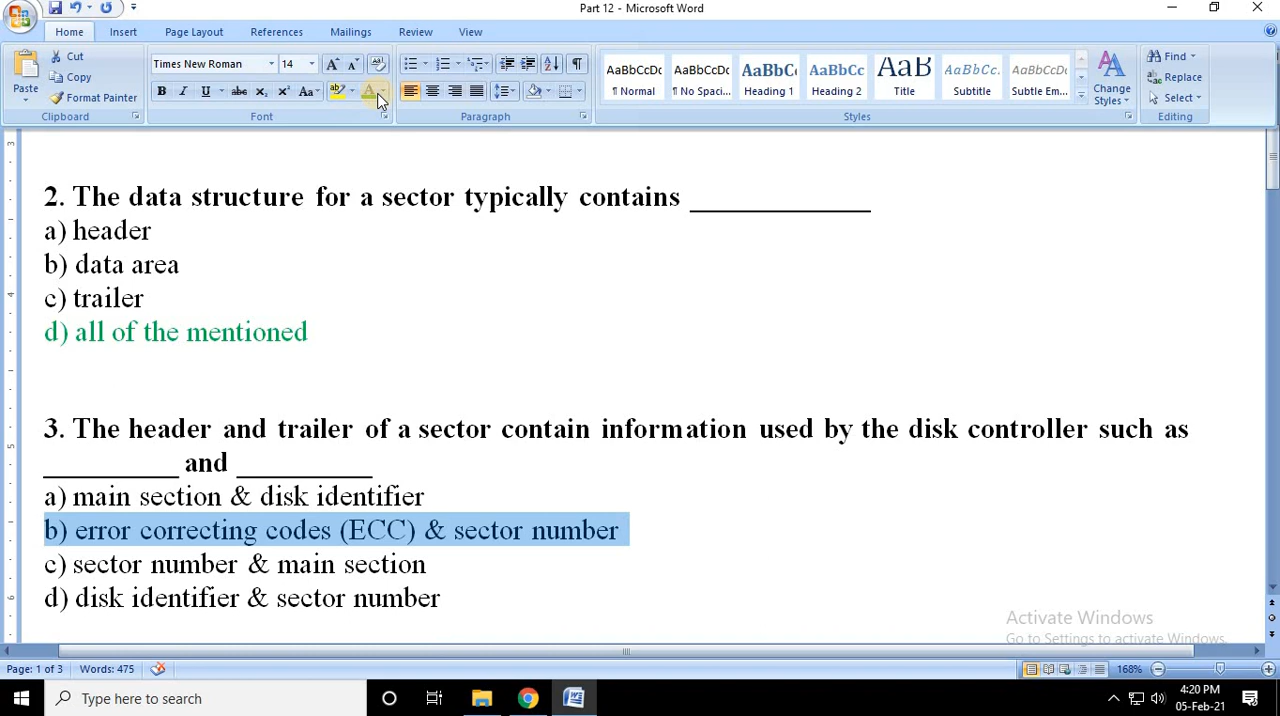 Part 12 - Microsoft Word
Home Insert Page Layout References Mailings Review View
Cut
Copy
Format Painter
Paste
Clipboard
Times New Roman 14
B I U abc x₂ x² Aa
Font
Paragraph
AaBbCcDc AaBbCcDc AaBbCc AaBbCc AaB AaBbCc. AaBbCcDc
¶ Normal ¶ No Spaci... Heading 1 Heading 2 Title Subtitle Subtle Em...
Change
Styles
Styles
Find
Replace
Select
Editing
2. The data structure for a sector typically contains ____________
a) header
b) data area
c) trailer
d) all of the mentioned
3. The header and trailer of a sector contain information used by the disk controller such as
_________ and _________
a) main section & disk identifier
b) error correcting codes (ECC) & sector number
c) sector number & main section
d) disk identifier & sector number
Activate Windows
Go to Settings to activate Windows.
Page: 1 of 3 Words: 475 168%
Type here to search
4:20 PM
05-Feb-21